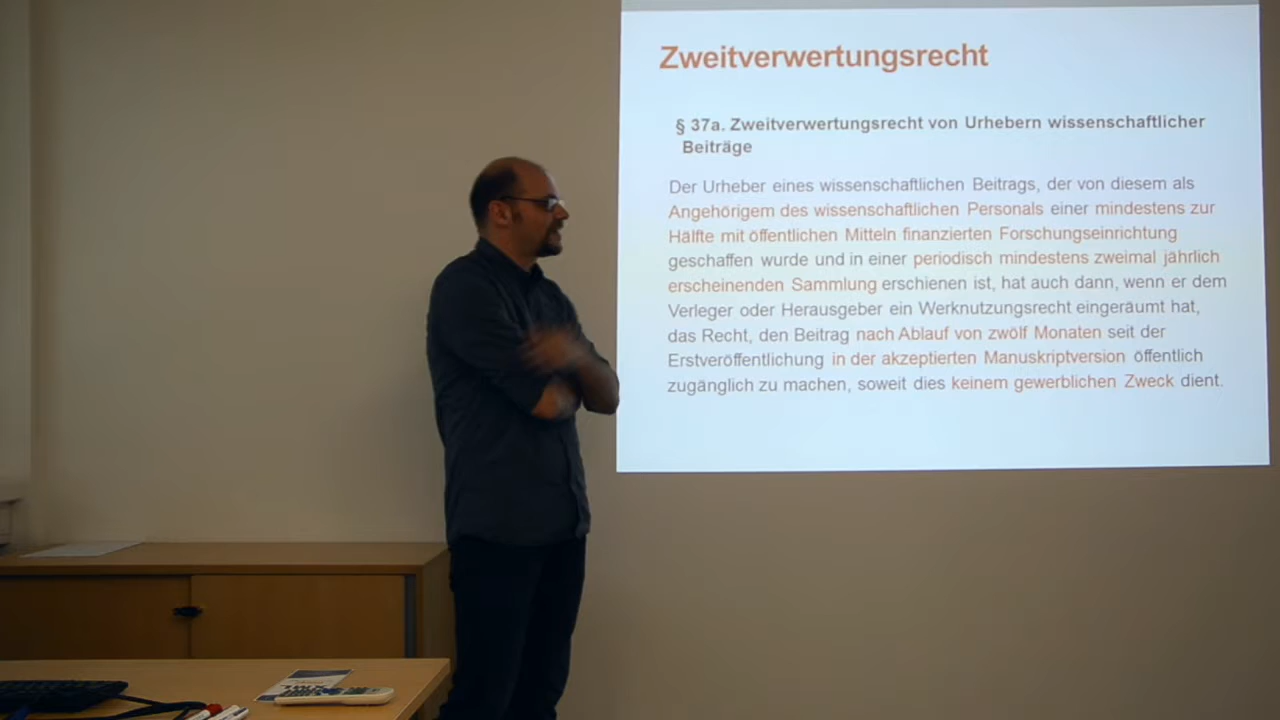 Zweitverwertungsrecht
§ 37a. Zweitverwertungsrecht von Urhebern wissenschaftlicher
Beiträge
Der Urheber eines wissenschaftlichen Beitrags, der von diesem als
Angehörigem des wissenschaftlichen Personals einer mindestens zur
Hälfte mit öffentlichen Mitteln finanzierten Forschungseinrichtung
geschaffen wurde und in einer periodisch mindestens zweimal jährlich
erscheinenden Sammlung erschienen ist, hat auch dann, wenn er dem
Verleger oder Herausgeber ein Werknutzungsrecht eingeräumt hat,
das Recht, den Beitrag nach Ablauf von zwölf Monaten seit der
Erstveröffentlichung in der akzeptierten Manuskriptversion öffentlich
zugänglich zu machen, soweit dies keinem gewerblichen Zweck dient.